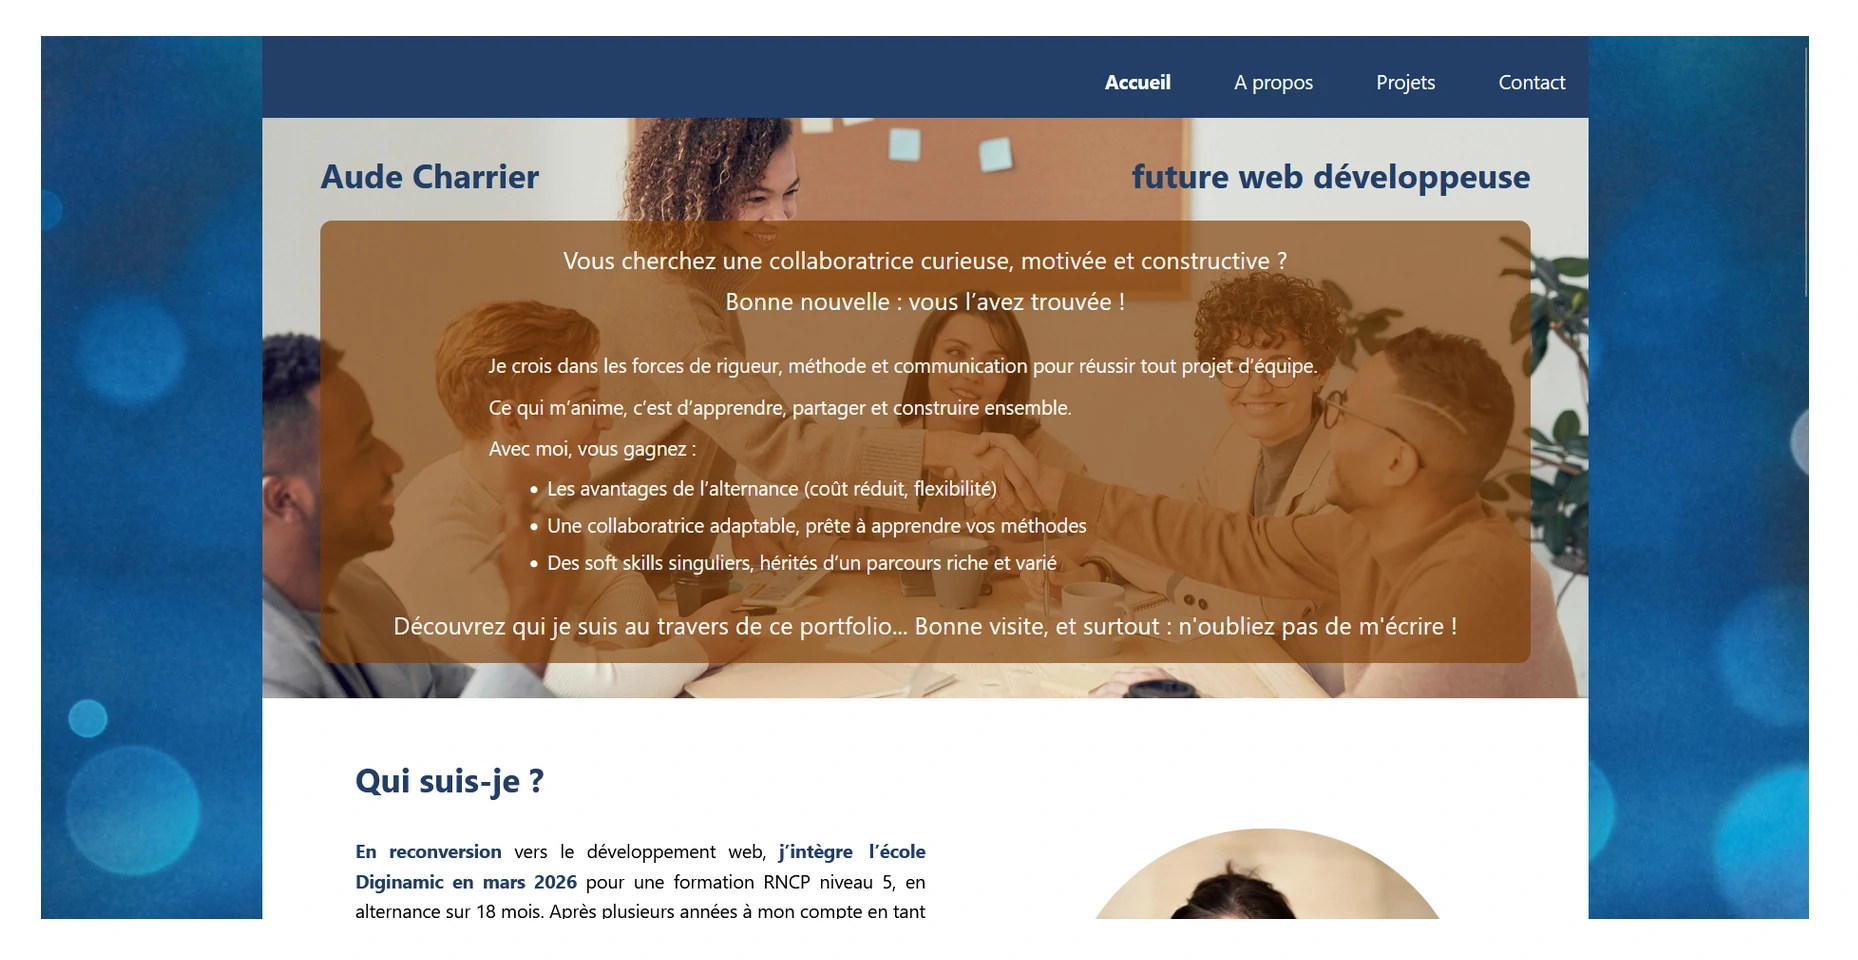 Accueil A propos Projets Contact
Aude Charrier future web développeuse
Vous cherchez une collaboratrice curieuse, motivée et constructive ?
Bonne nouvelle : vous l’avez trouvée !
Je crois dans les forces de rigueur, méthode et communication pour réussir tout projet d’équipe.
Ce qui m’anime, c’est d’apprendre, partager et construire ensemble.
Avec moi, vous gagnez :
• Les avantages de l’alternance (coût réduit, flexibilité)
• Une collaboratrice adaptable, prête à apprendre vos méthodes
• Des soft skills singuliers, hérités d’un parcours riche et varié
Découvrez qui je suis au travers de ce portfolio... Bonne visite, et surtout : n'oubliez pas de m'écrire !
Qui suis-je ?
En reconversion vers le développement web, j’intègre l’école
Diginamic en mars 2026 pour une formation RNCP niveau 5, en
alternance sur 18 mois. Après plusieurs années à mon compte en tant